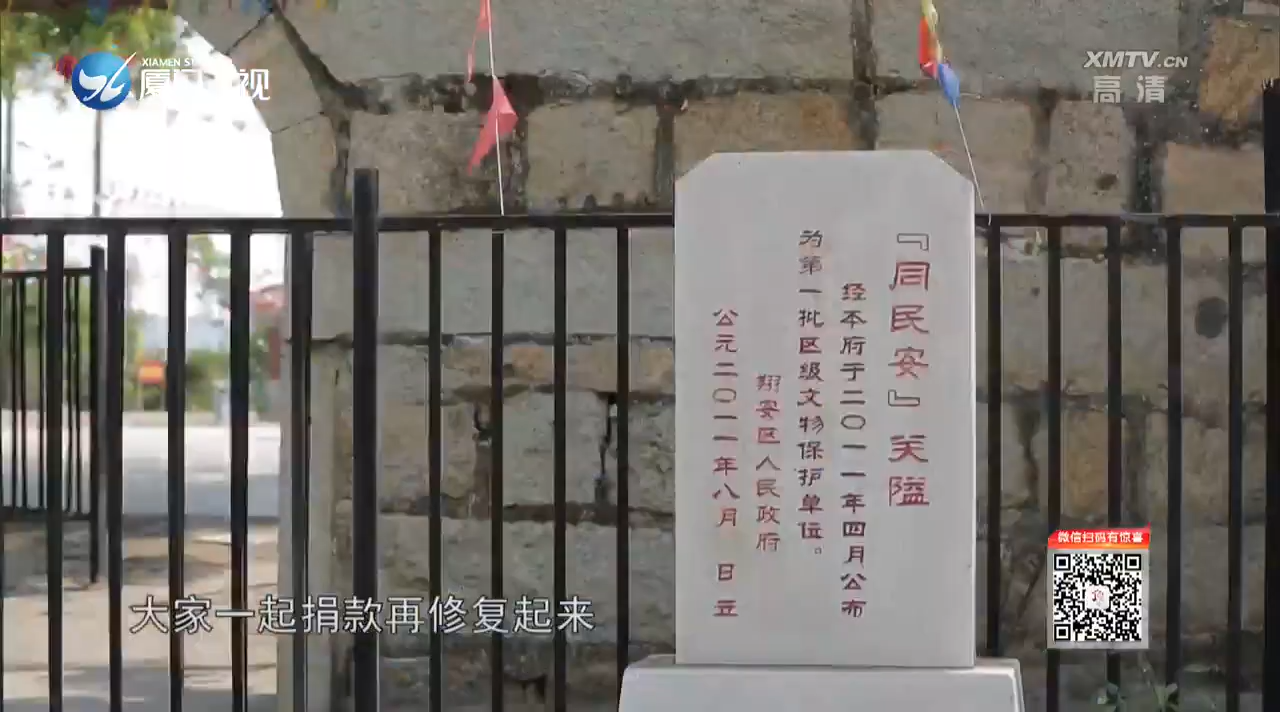 XIAMEN S
厦门卫视
XMTV.CN
高清
『同民安』关隘
经本府于二〇一一年四月公布
为第一批区级文物保护单位。
翔安区人民政府
公元二〇一一年八月 日立
微信扫码有惊喜
大家一起捐款再修复起来